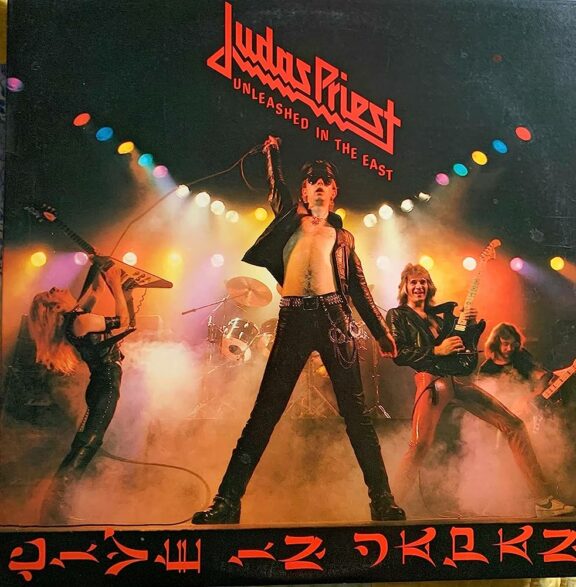 Judas Priest
UNLEASHED IN THE EAST
LIVE IN JAPAN